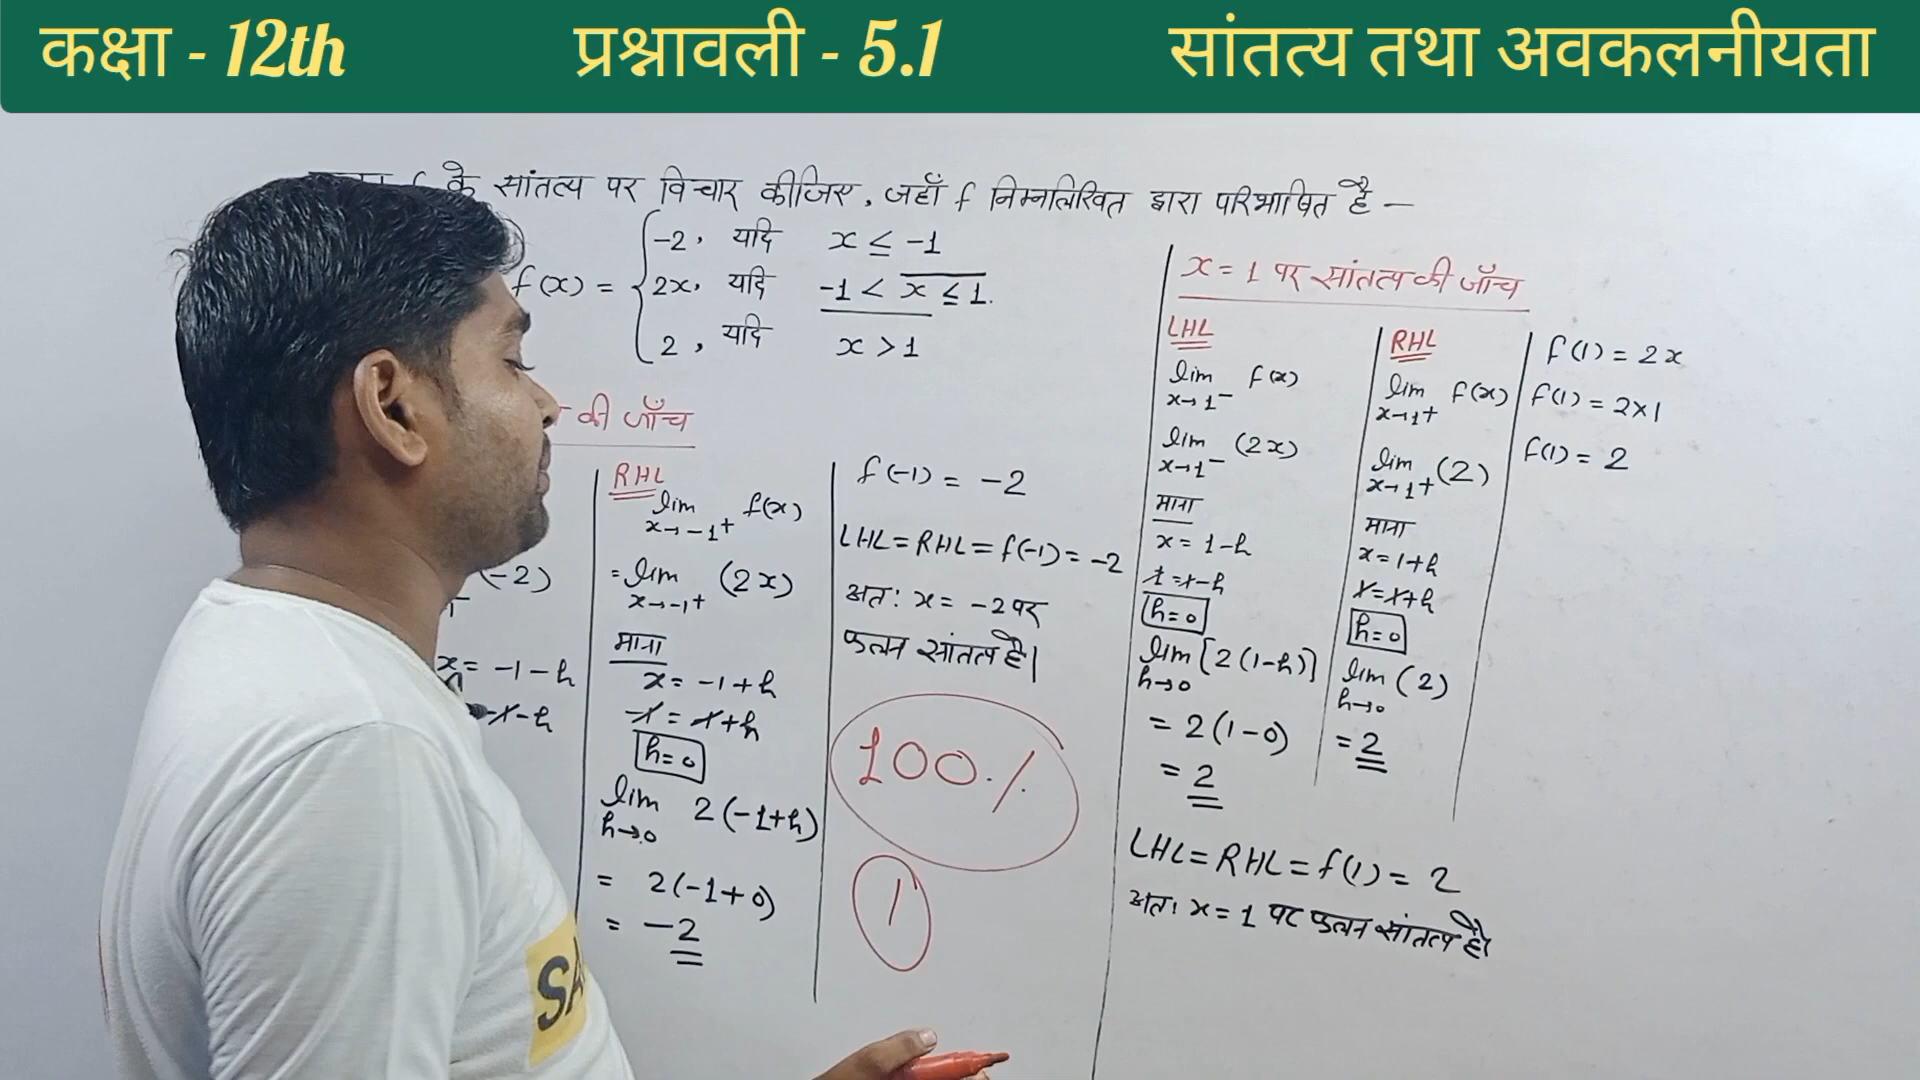 कक्षा - 12th प्रश्नावली - 5.1 सांतत्य तथा अवकलनीयता
f के सांतत्य पर विचार कीजिए, जहाँ f निम्नलिखित द्वारा परिभाषित है —
-2, यदि x ≤ -1
f(x) = { 2x, यदि -1 < x ≤ 1.
2, यदि x > 1
की जाँच
(-2)
x = -1 - h
-x-h
RHL
lim x→-1+ f(x)
= lim x→-1+ (2x)
माना
x = -1 + h
-1 = -1 + h
h = 0
lim h→0 2(-1+h)
= 2(-1+0)
= -2
f(-1) = -2
LHL = RHL = f(-1) = -2
अत: x = -2 पर
फलन सांतत्य है।
100%
1
x = 1 पर सांतत्य की जाँच
LHL
lim x→1- f(x)
lim x→1- (2x)
माना
x = 1 - h
1 = 1 - h
h = 0
lim h→0 [2(1-h)]
= 2(1-0)
= 2
RHL
lim x→1+ f(x)
lim x→1+ (2)
माना
x = 1 + h
1 = 1 + h
h = 0
lim h→0 (2)
= 2
f(1) = 2x
f(1) = 2×1
f(1) = 2
LHL = RHL = f(1) = 2
अत: x = 1 पर फलन सांतत्य है।
SA